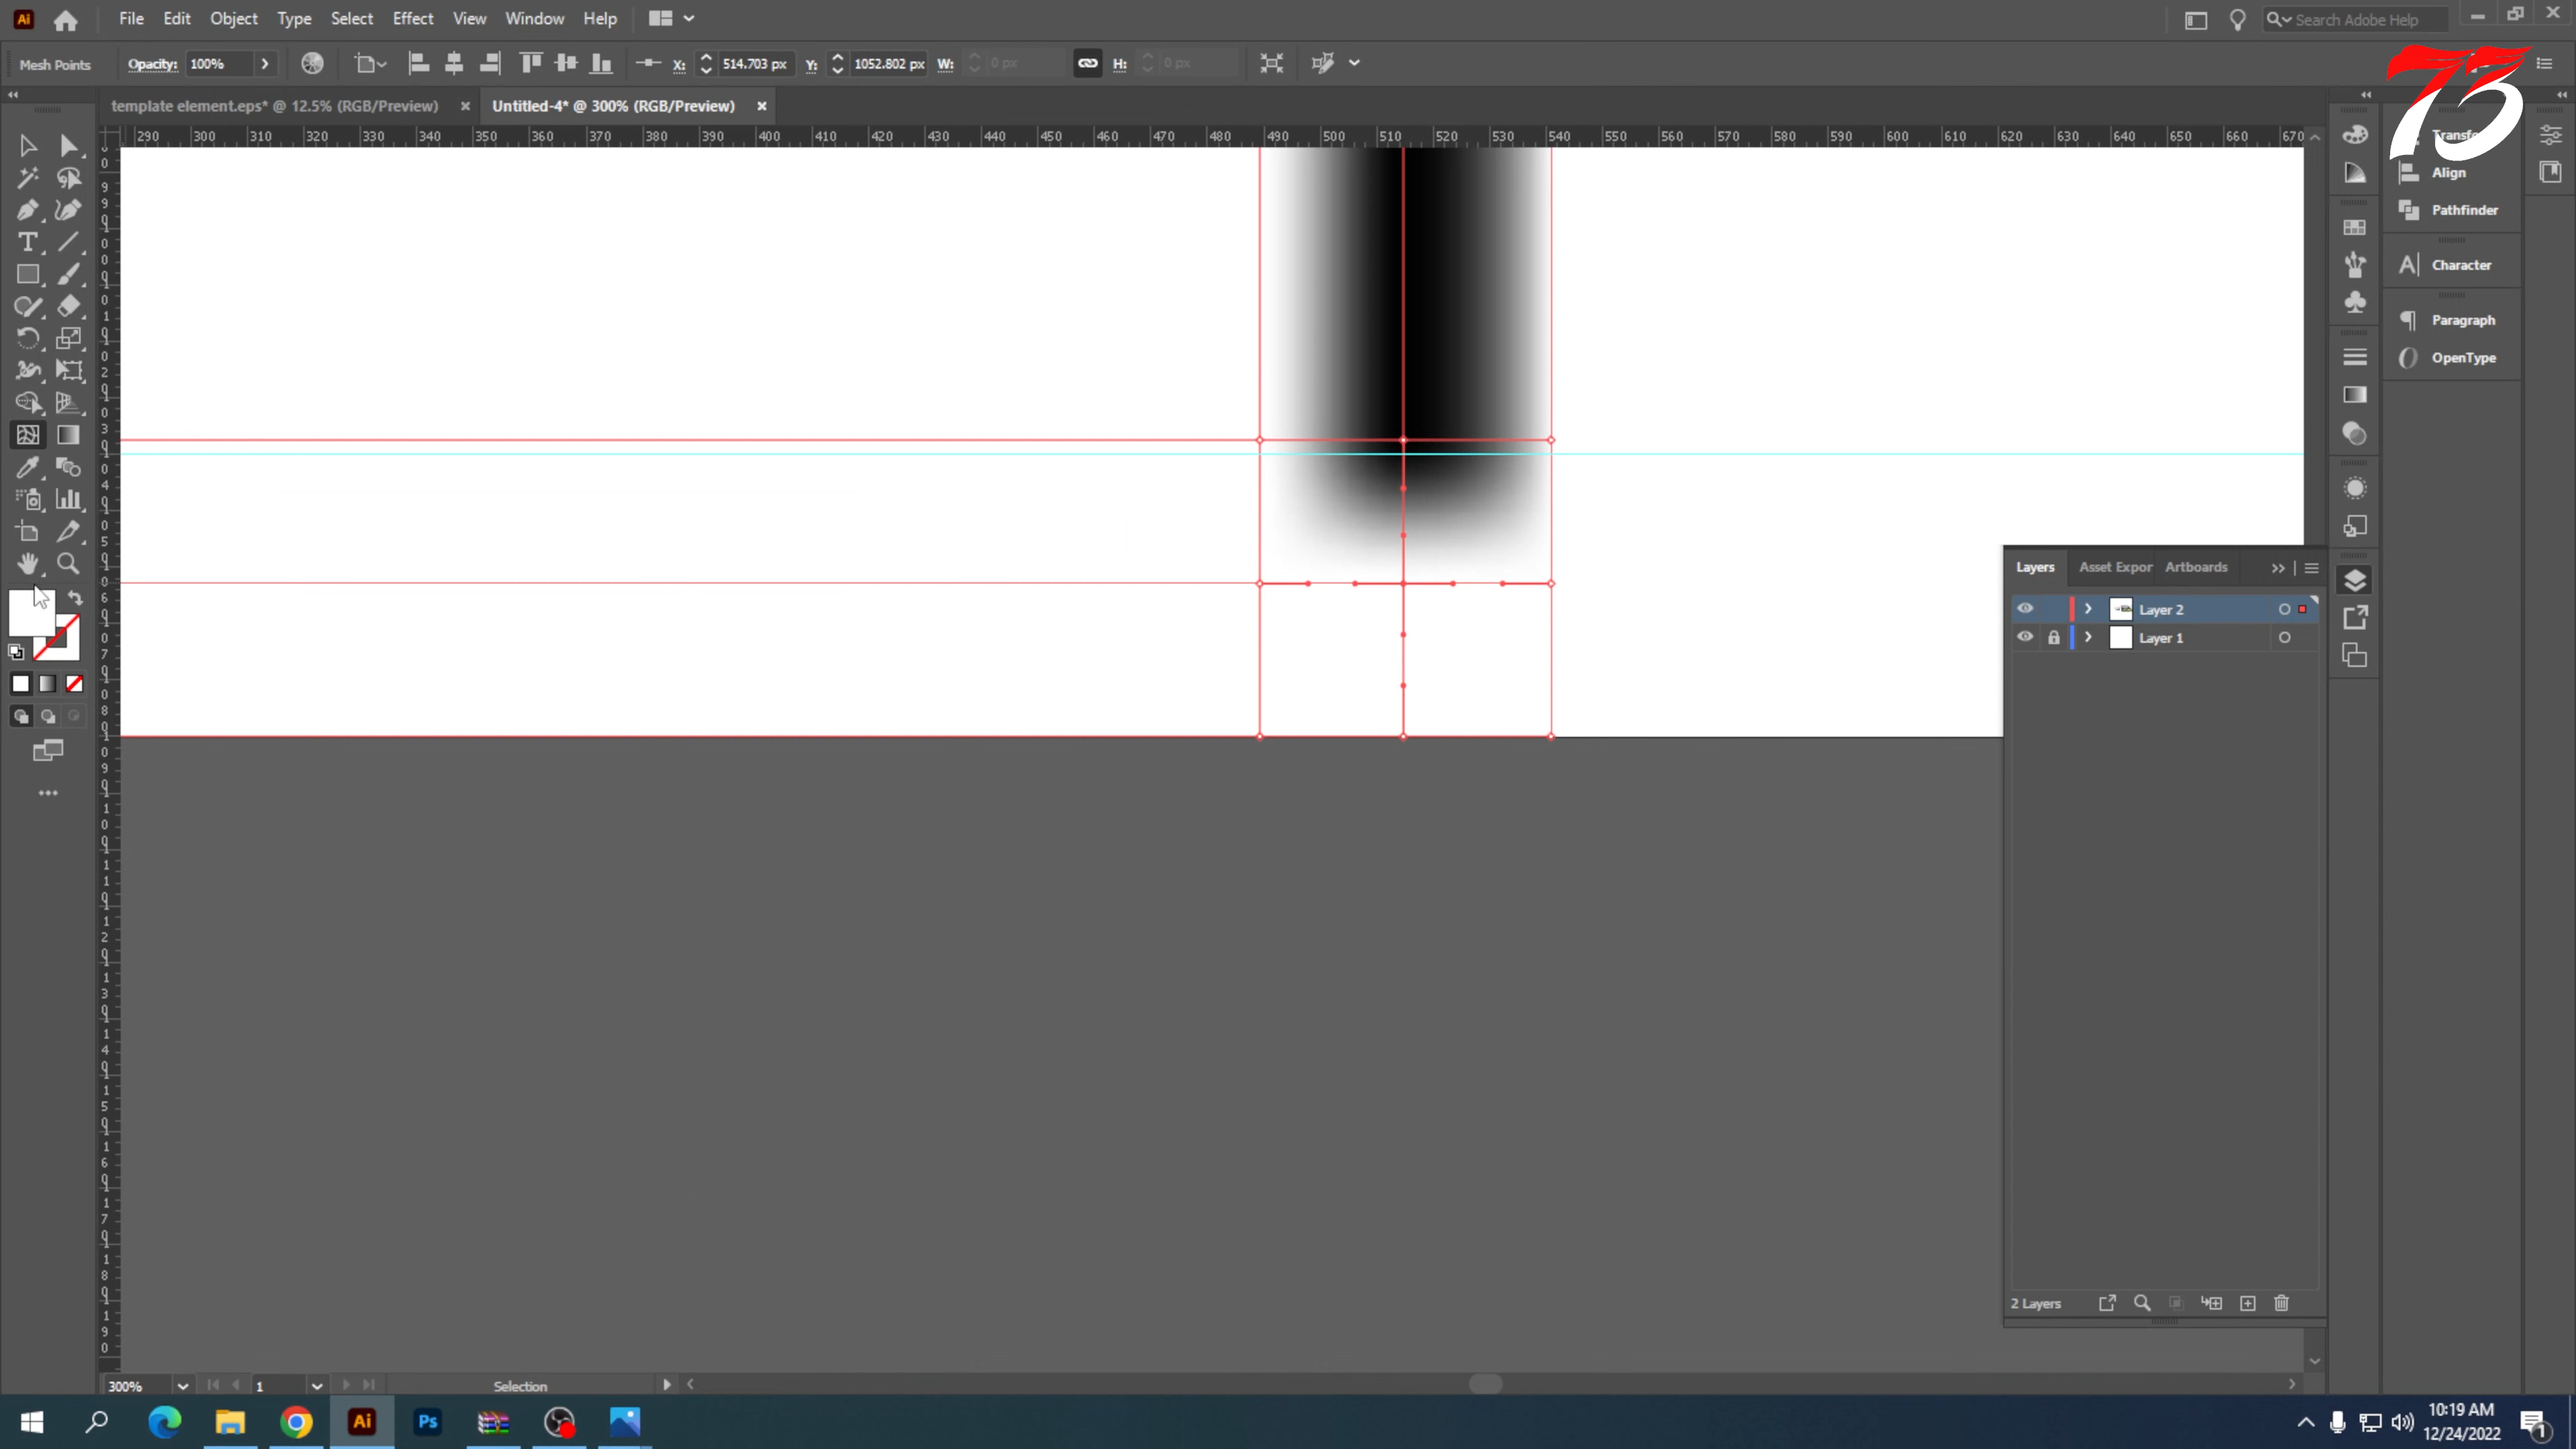 Ai File Edit Object Type Select Effect View Window Help Search Adobe Help
Mesh Points Opacity: 100% X: 514.703 px Y: 1052.802 px W: 0 px H: 0 px
73
template element.eps* @ 12.5% (RGB/Preview) × Untitled-4* @ 300% (RGB/Preview) ×
290 300 310 320 330 340 350 360 370 380 390 400 410 420 430 440 450 460 470 480 490 500 510 520 530 540 550 560 570 580 590 600 610 620 630 640 650 660 670
Align
Pathfinder
Character
Paragraph
OpenType
Layers Asset Expor Artboards
Layer 2
Layer 1
2 Layers
300% 1 Selection
Ai Ps
10:19 AM
12/24/2022
1